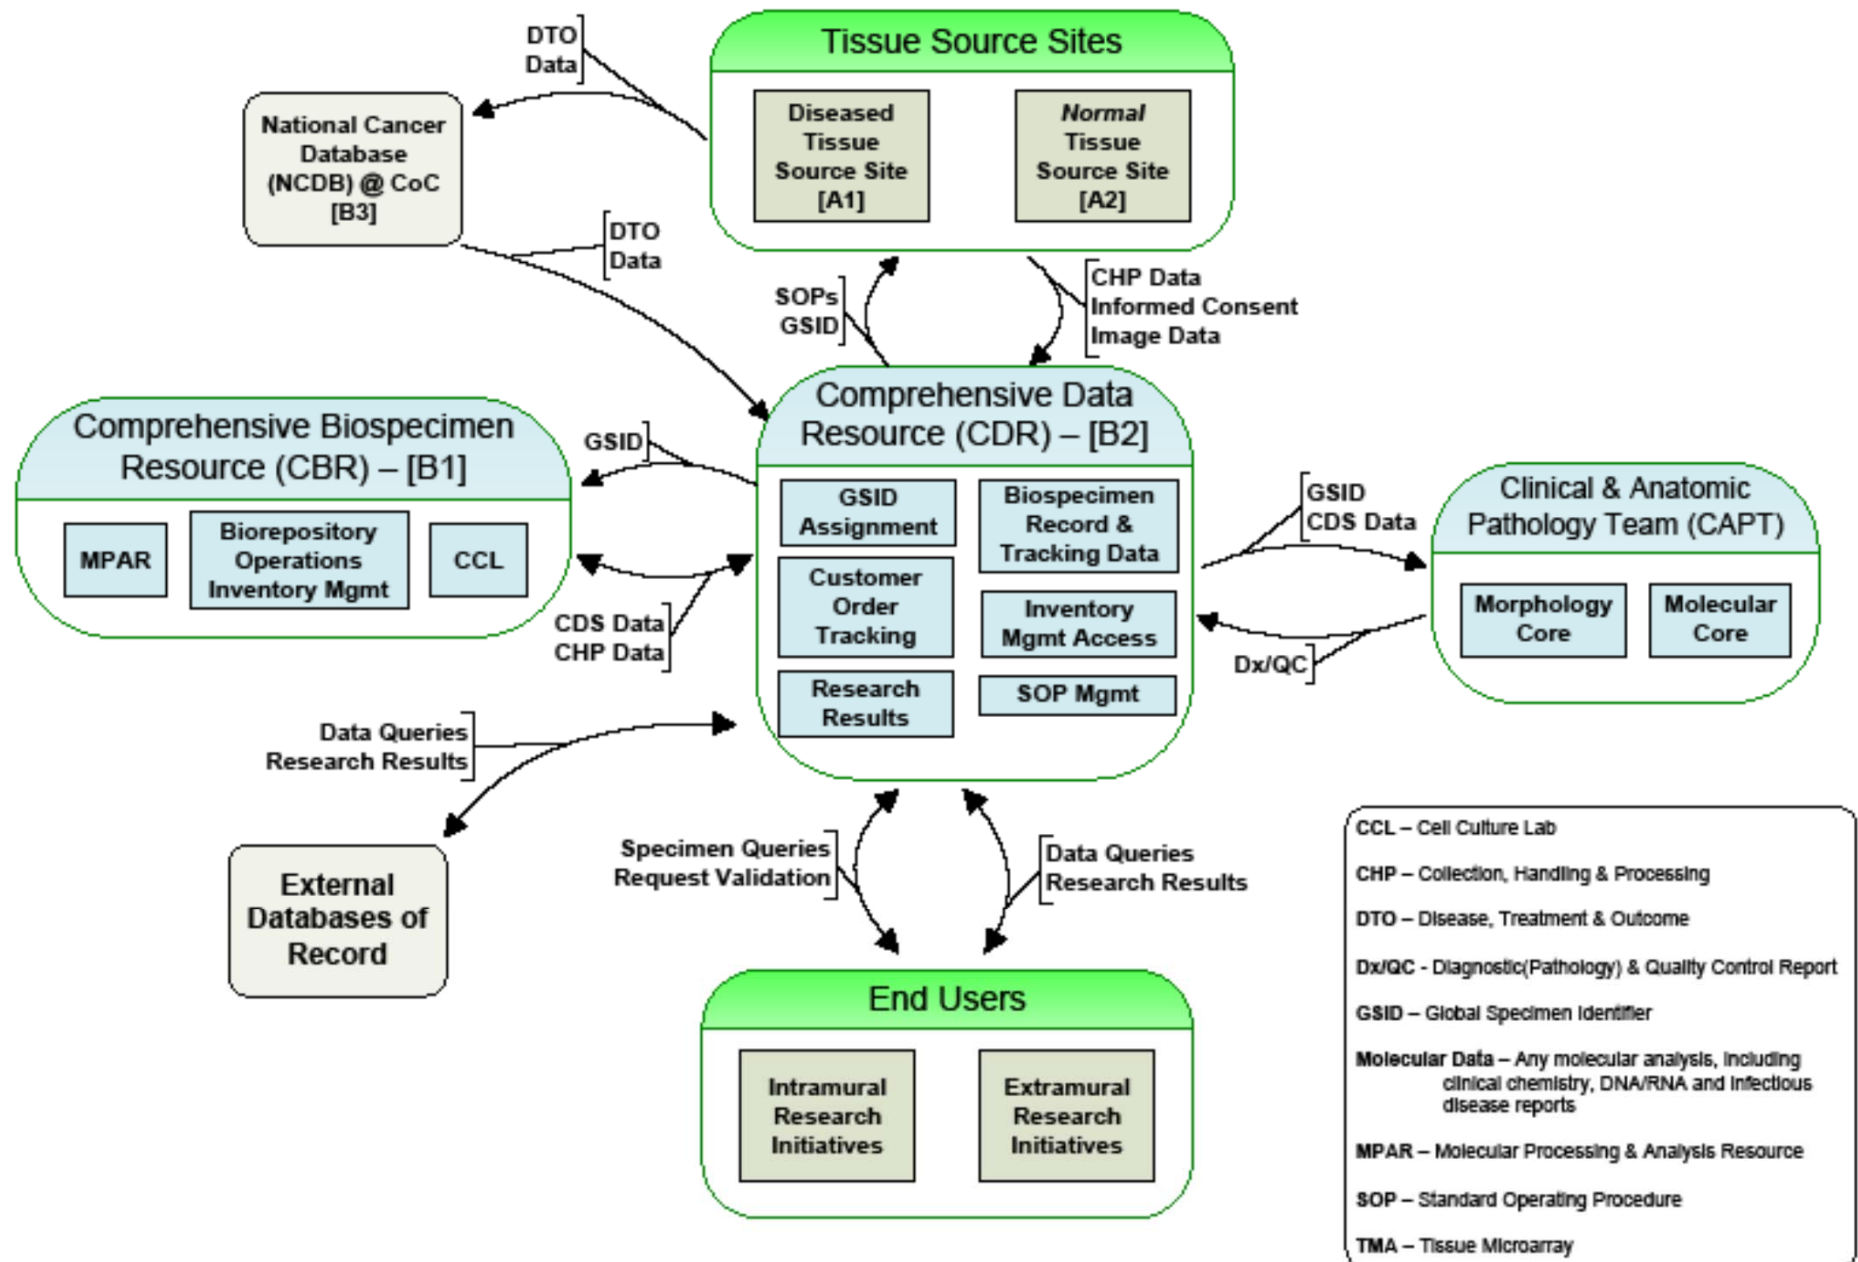 DTO
Data
Tissue Source Sites
Diseased
Tissue
Source Site
[A1]
Normal
Tissue
Source Site
[A2]
National Cancer
Database
(NCDB) @ CoC
[B3]
DTO
Data
SOPs
GSID
CHP Data
Informed Consent
Image Data
Comprehensive Biospecimen
Resource (CBR) – [B1]
MPAR
Biorepository
Operations
Inventory Mgmt
CCL
GSID
CDS Data
CHP Data
Comprehensive Data
Resource (CDR) – [B2]
GSID
Assignment
Biospecimen
Record &
Tracking Data
Customer
Order
Tracking
Inventory
Mgmt Access
Research
Results
SOP Mgmt
GSID
CDS Data
Dx/QC
Clinical & Anatomic
Pathology Team (CAPT)
Morphology
Core
Molecular
Core
Data Queries
Research Results
External
Databases of
Record
Specimen Queries
Request Validation
Data Queries
Research Results
End Users
Intramural
Research
Initiatives
Extramural
Research
Initiatives
CCL – Cell Culture Lab
CHP – Collection, Handling & Processing
DTO – Disease, Treatment & Outcome
Dx/QC - Diagnostic(Pathology) & Quality Control Report
GSID – Global Specimen Identifier
Molecular Data – Any molecular analysis, including
clinical chemistry, DNA/RNA and infectious
disease reports
MPAR – Molecular Processing & Analysis Resource
SOP – Standard Operating Procedure
TMA – Tissue Microarray